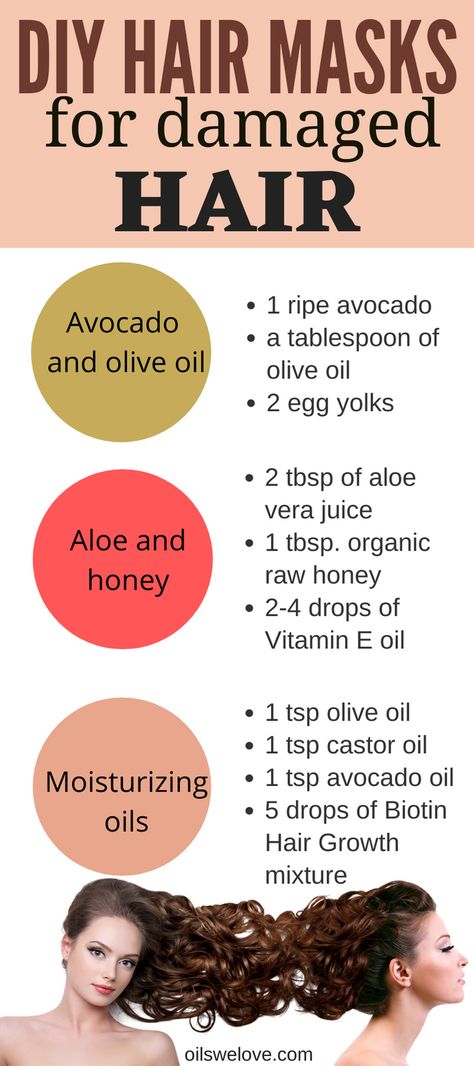 DIY HAIR MASKS
for damaged
HAIR
Avocado
and olive oil
• 1 ripe avocado
• a tablespoon of
olive oil
• 2 egg yolks
Aloe and
honey
• 2 tbsp of aloe
vera juice
• 1 tbsp. organic
raw honey
• 2-4 drops of
Vitamin E oil
Moisturizing
oils
• 1 tsp olive oil
• 1 tsp castor oil
• 1 tsp avocado oil
• 5 drops of Biotin
Hair Growth
mixture
oilswelove.com